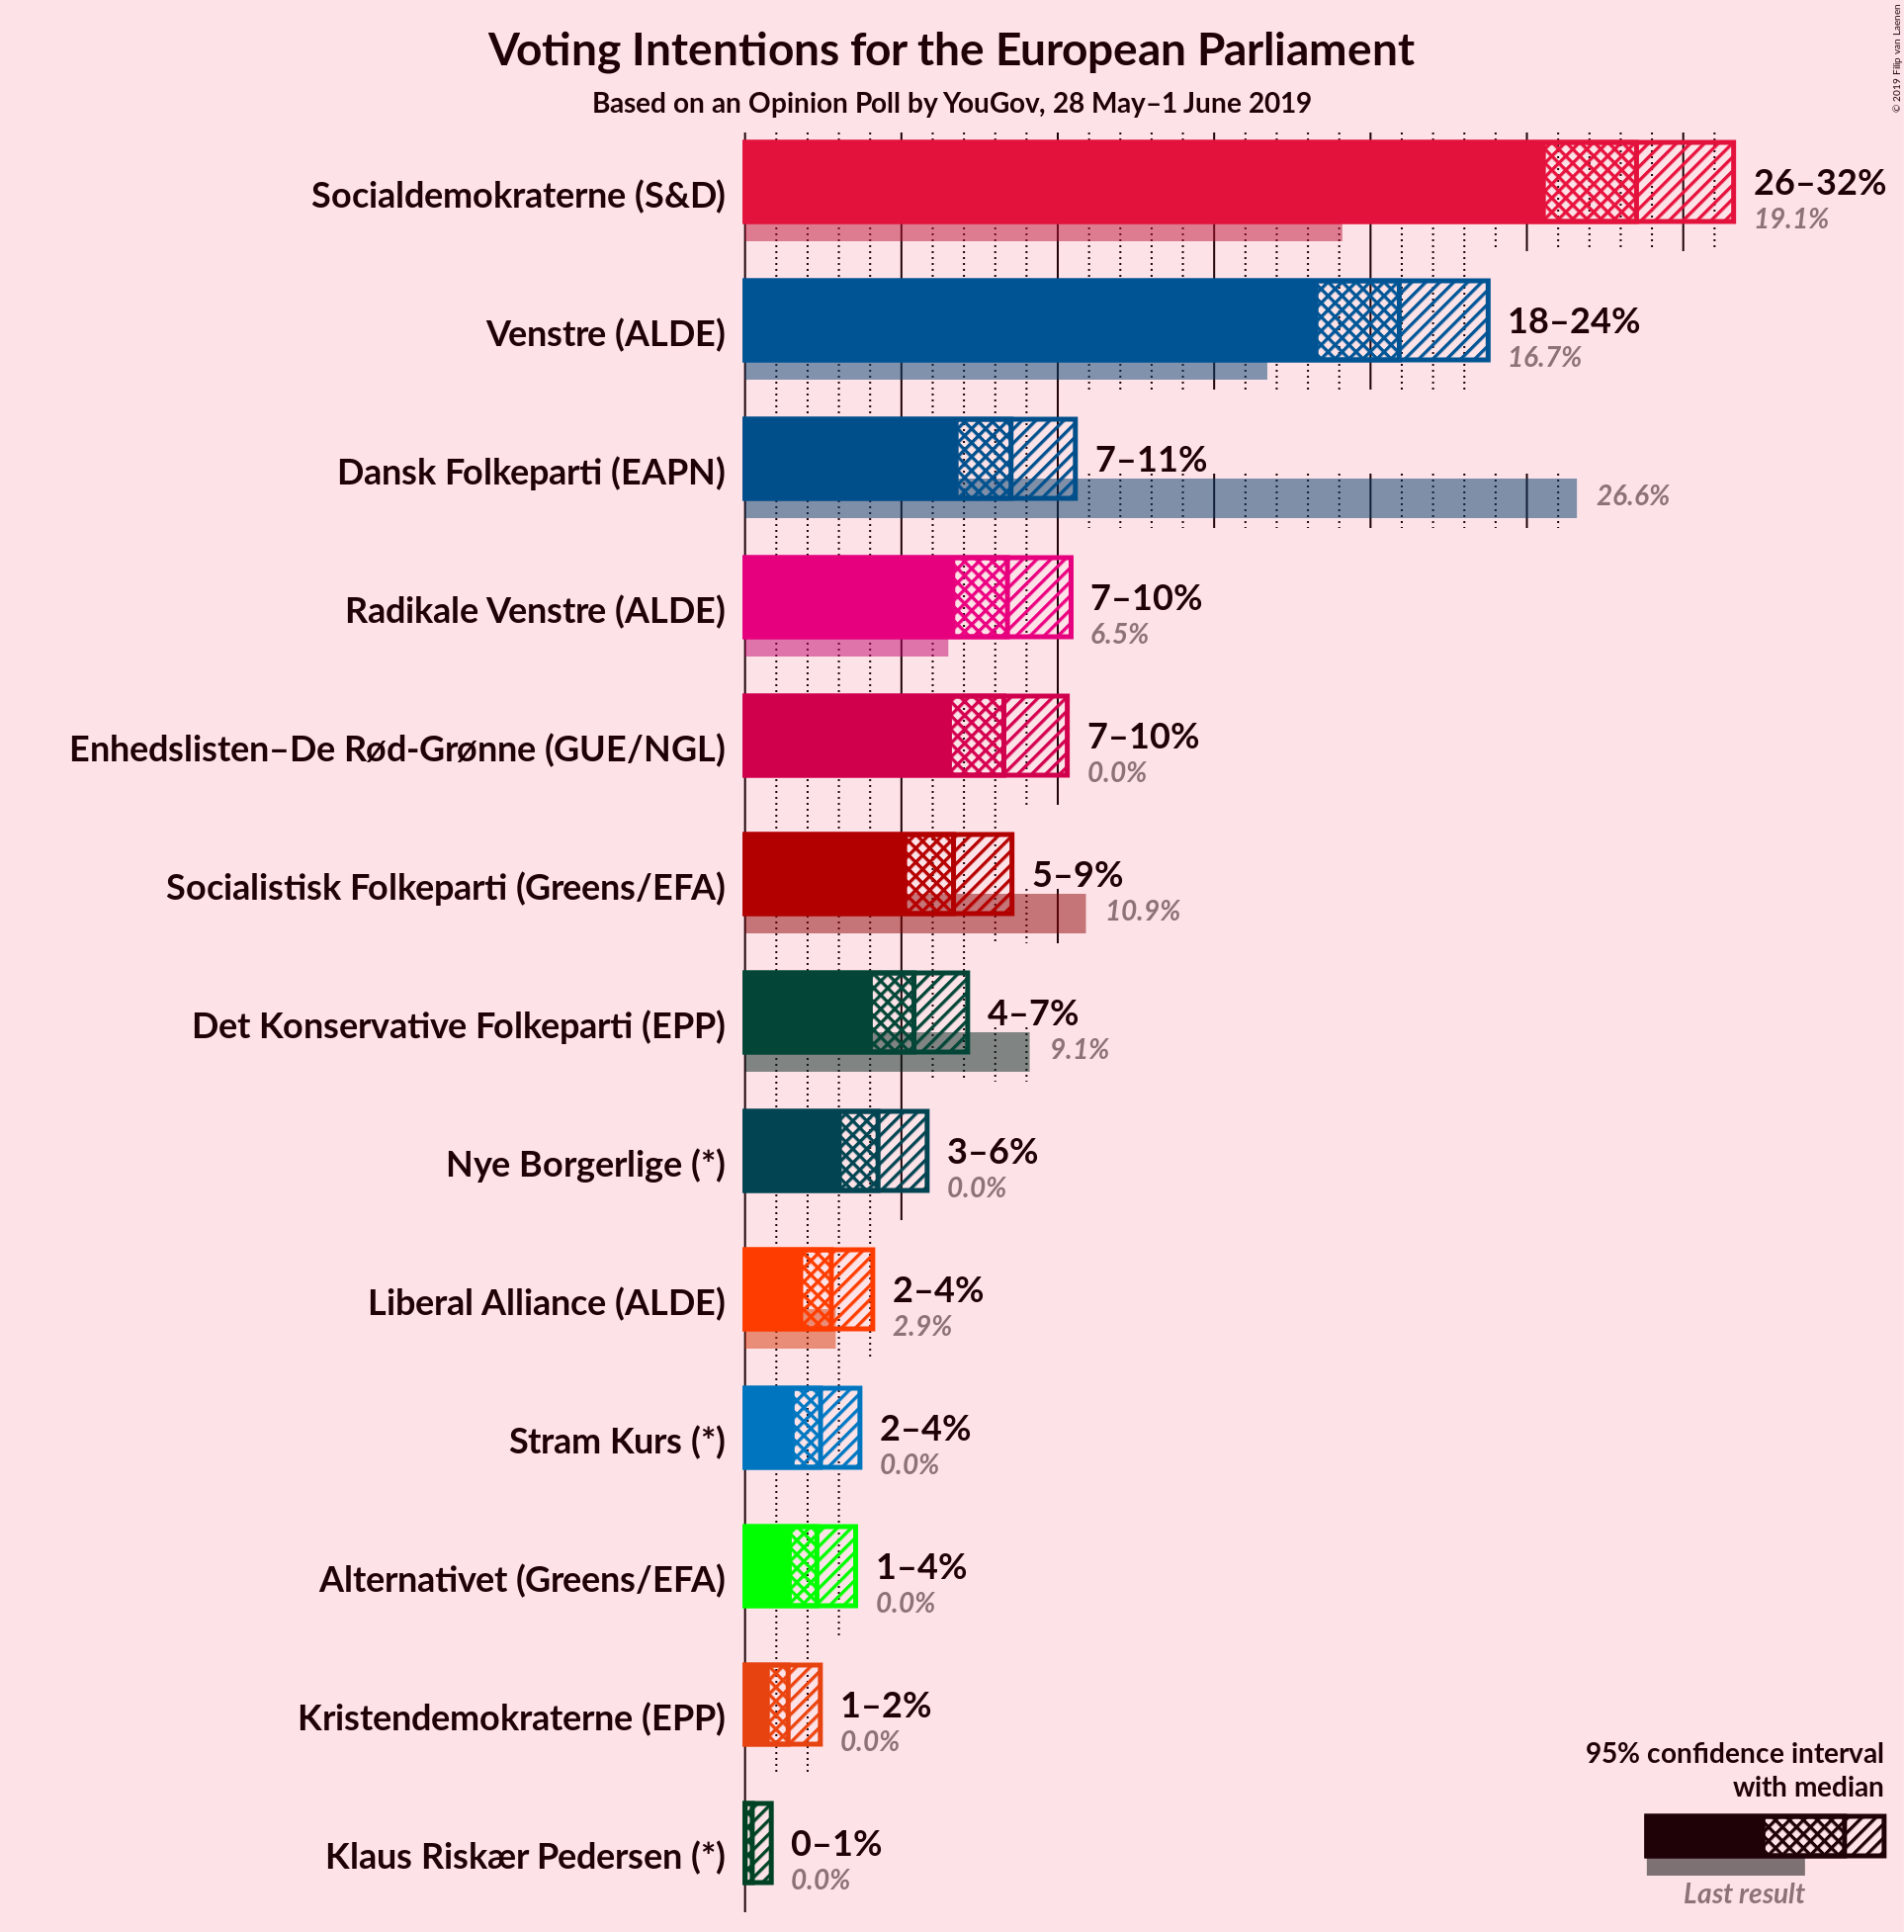 Voting Intentions for the European Parliament
Based on an Opinion Poll by YouGov, 28 May–1 June 2019
© 2019 Filip van Laenen
Socialdemokraterne (S&D)
26–32%
19.1%
Venstre (ALDE)
18–24%
16.7%
Dansk Folkeparti (EAPN)
7–11%
26.6%
Radikale Venstre (ALDE)
7–10%
6.5%
Enhedslisten–De Rød-Grønne (GUE/NGL)
7–10%
0.0%
Socialistisk Folkeparti (Greens/EFA)
5–9%
10.9%
Det Konservative Folkeparti (EPP)
4–7%
9.1%
Nye Borgerlige (*)
3–6%
0.0%
Liberal Alliance (ALDE)
2–4%
2.9%
Stram Kurs (*)
2–4%
0.0%
Alternativet (Greens/EFA)
1–4%
0.0%
Kristendemokraterne (EPP)
1–2%
0.0%
Klaus Riskær Pedersen (*)
0–1%
0.0%
95% confidence interval
with median
Last result